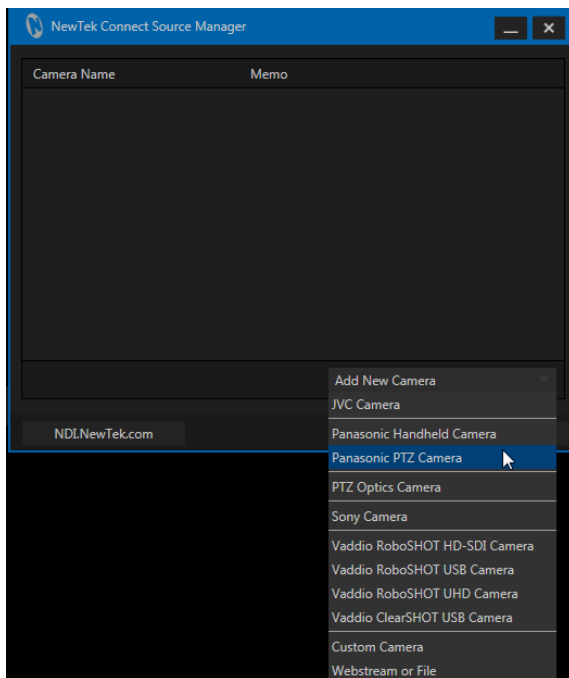 NewTek Connect Source Manager
Camera Name Memo
Add New Camera
JVC Camera
Panasonic Handheld Camera
NDI.NewTek.com
Panasonic PTZ Camera
PTZ Optics Camera
Sony Camera
Vaddio RoboSHOT HD-SDI Camera
Vaddio RoboSHOT USB Camera
Vaddio RoboSHOT UHD Camera
Vaddio ClearSHOT USB Camera
Custom Camera
Webstream or File